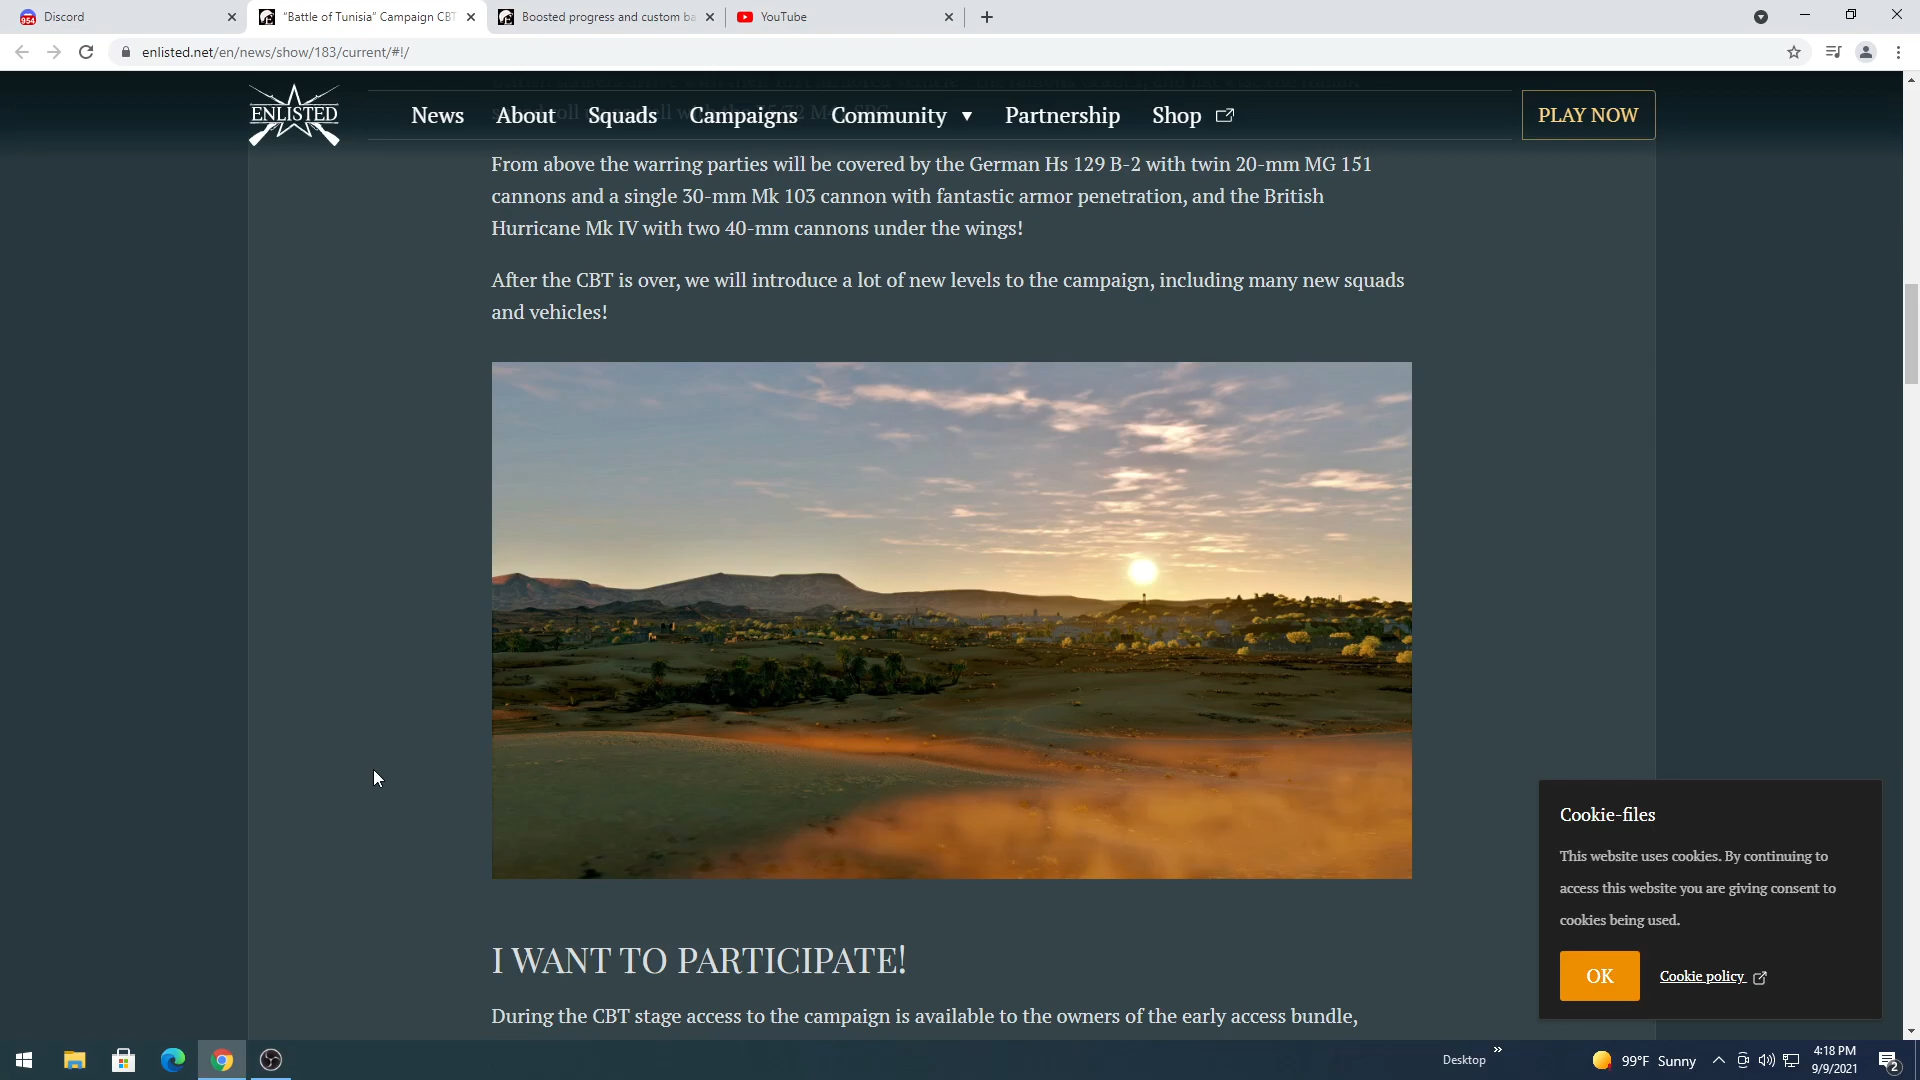 Discord
"Battle of Tunisia" Campaign CBT
Boosted progress and custom ba
YouTube
enlisted.net/en/news/show/183/current/#!/
ENLISTED
News
About
Squads
Campaigns
Community
Partnership
Shop
PLAY NOW
From above the warring parties will be covered by the German Hs 129 B-2 with twin 20-mm MG 151
cannons and a single 30-mm Mk 103 cannon with fantastic armor penetration, and the British
Hurricane Mk IV with two 40-mm cannons under the wings!
After the CBT is over, we will introduce a lot of new levels to the campaign, including many new squads
and vehicles!
I WANT TO PARTICIPATE!
During the CBT stage access to the campaign is available to the owners of the early access bundle,
Cookie-files
This website uses cookies. By continuing to
access this website you are giving consent to
cookies being used.
OK
Cookie policy
Desktop
99°F Sunny
4:18 PM
9/9/2021
2